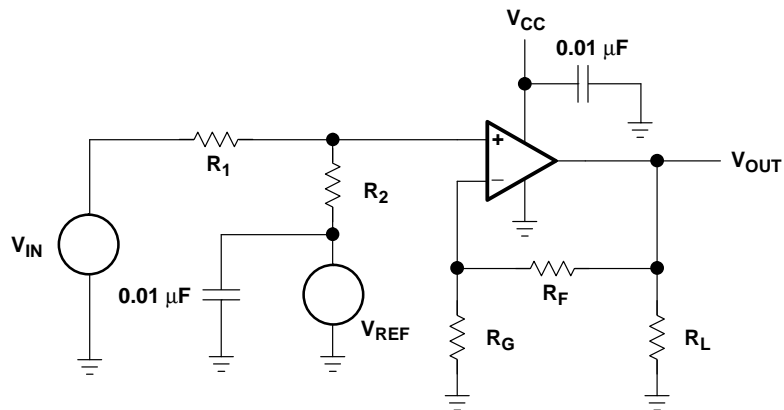 VCC
0.01 μF
R1
+
−
VOUT
R2
VIN
0.01 μF
VREF
RF
RG
RL